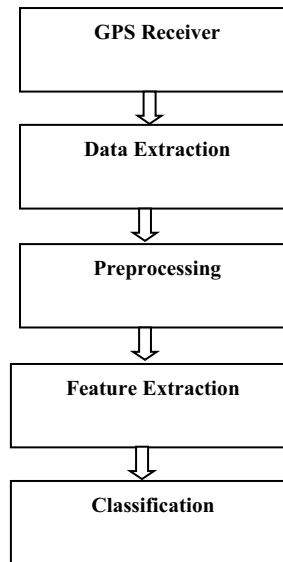 GPS Receiver
Data Extraction
Preprocessing
Feature Extraction
Classification